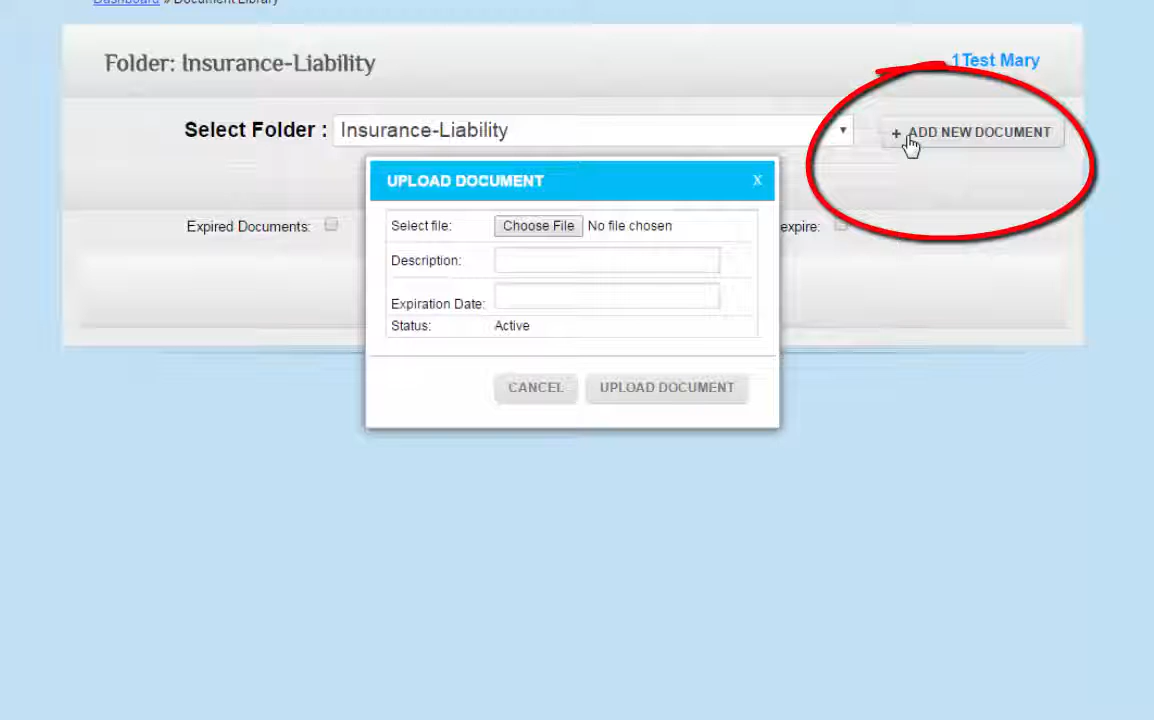 Dashboard » Document Library
Folder: Insurance-Liability
1Test Mary
Select Folder : Insurance-Liability
+ ADD NEW DOCUMENT
UPLOAD DOCUMENT X
Expired Documents:
expire:
Select file: Choose File No file chosen
Description:
Expiration Date:
Status: Active
CANCEL UPLOAD DOCUMENT